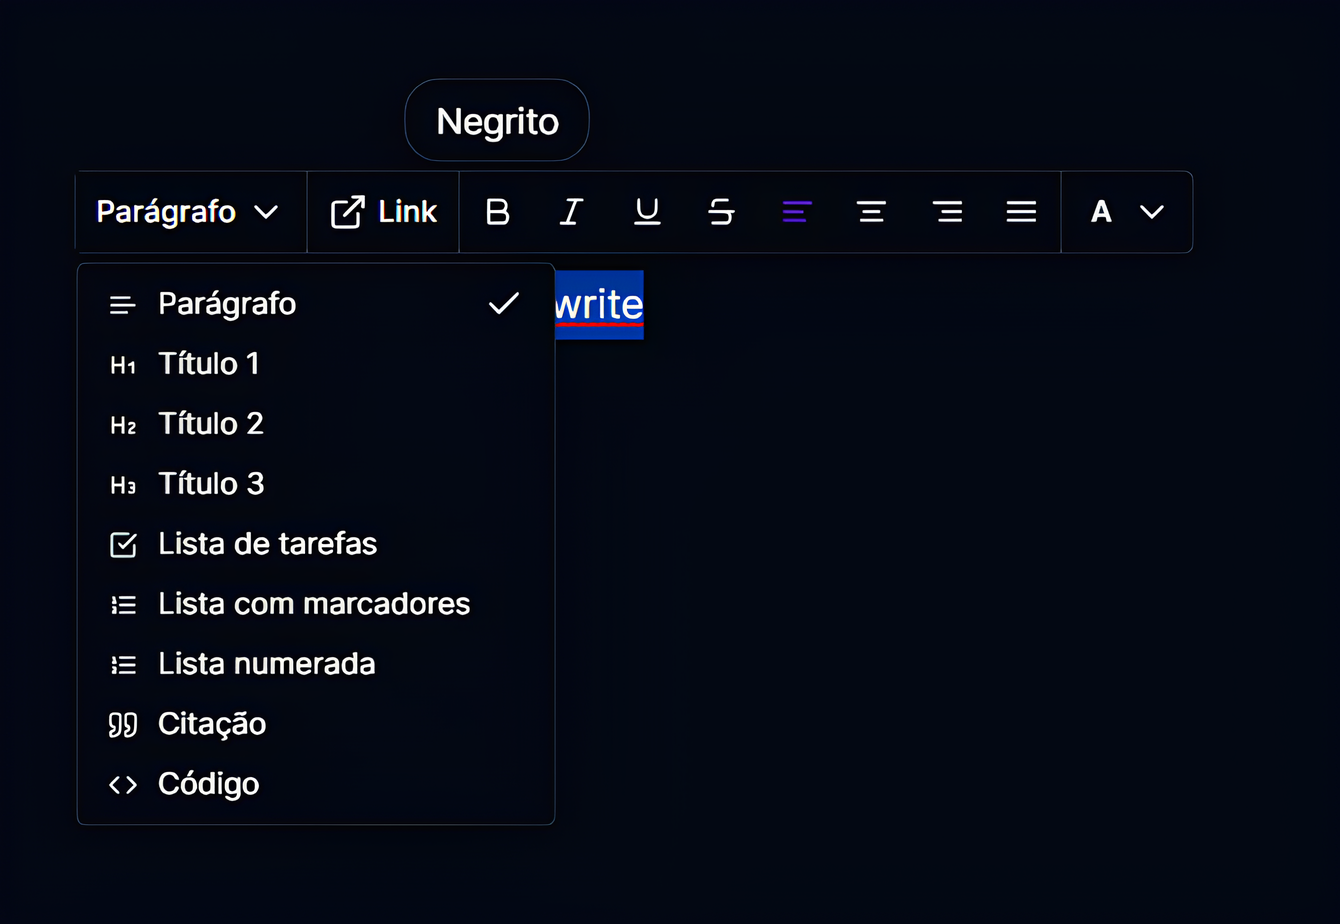 Negrito
Parágrafo Link B I U S A
write
Parágrafo
H1 Título 1
H2 Título 2
H3 Título 3
Lista de tarefas
Lista com marcadores
Lista numerada
Citação
Código